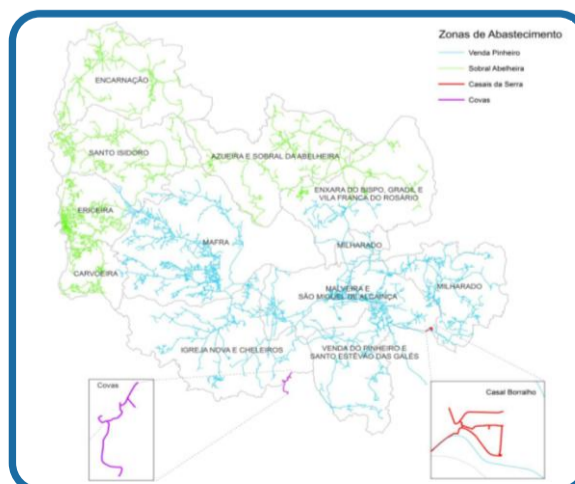 Zonas de Abastecimento
Venda Pinheiro
Sobral Abelheira
Casais da Serra
Covas
ENCARNAÇÃO
SANTO ISIDORO
AZUEIRA E SOBRAL DA ABELHEIRA
ENXARA DO BISPO, GRADIL E
VILA FRANCA DO ROSÁRIO
ERICEIRA
MAFRA
MILHARADO
CARVOEIRA
MALVEIRA E
SÃO MIGUEL DE ALCAINÇA
MILHARADO
IGREJA NOVA E CHELEIROS
VENDA DO PINHEIRO E
SANTO ESTÊVÃO DAS GALÉS
Covas
Casal Borralho